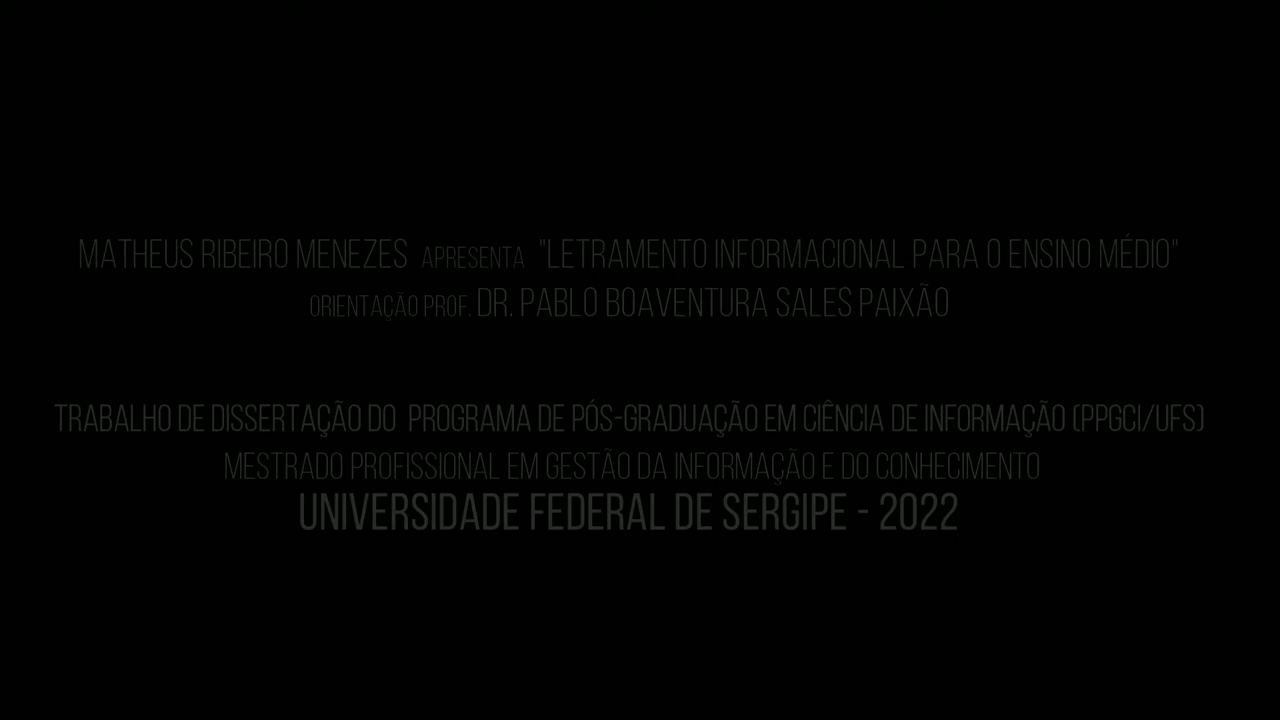 MATHEUS RIBEIRO MENEZES APRESENTA "LETRAMENTO INFORMACIONAL PARA O ENSINO MÉDIO"
ORIENTAÇÃO PROF. DR. PABLO BOAVENTURA SALES PAIXÃO
TRABALHO DE DISSERTAÇÃO DO PROGRAMA DE PÓS-GRADUAÇÃO EM CIÊNCIA DE INFORMAÇÃO (PPGCI/UFS)
MESTRADO PROFISSIONAL EM GESTÃO DA INFORMAÇÃO E DO CONHECIMENTO
UNIVERSIDADE FEDERAL DE SERGIPE - 2022